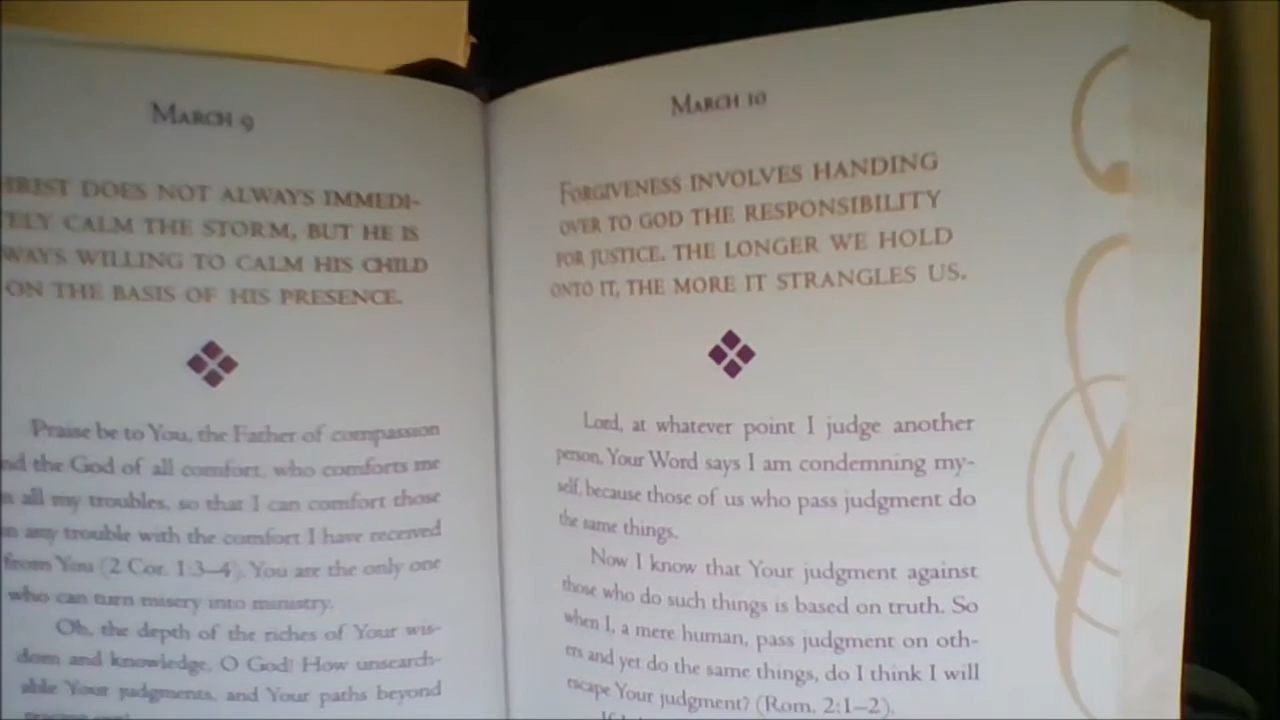 March 9
HRIST DOES NOT ALWAYS IMMEDI-
ELY CALM THE STORM, BUT HE IS
WAYS WILLING TO CALM HIS CHILD
ON THE BASIS OF HIS PRESENCE.
Praise be to You, the Father of compassion
nd the God of all comfort, who comforts me
n all my troubles, so that I can comfort those
n any trouble with the comfort I have received
from You (2 Cor. 1:3–4). You are the only one
who can turn misery into ministry.
Oh, the depth of the riches of Your wis-
dom and knowledge, O God! How unsearch-
able Your judgments, and Your paths beyond
March 10
FORGIVENESS INVOLVES HANDING
OVER TO GOD THE RESPONSIBILITY
FOR JUSTICE. THE LONGER WE HOLD
ONTO IT, THE MORE IT STRANGLES US.
Lord, at whatever point I judge another
person, Your Word says I am condemning my-
self, because those of us who pass judgment do
the same things.
Now I know that Your judgment against
those who do such things is based on truth. So
when I, a mere human, pass judgment on oth-
ers and yet do the same things, do I think I will
escape Your judgment? (Rom. 2:1–2).